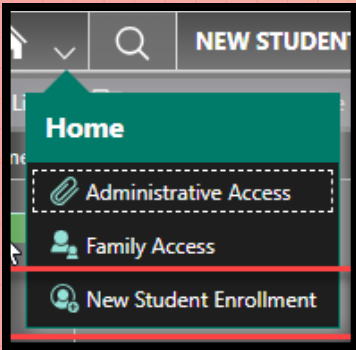 NEW STUDENT
Home
Administrative Access
Family Access
New Student Enrollment